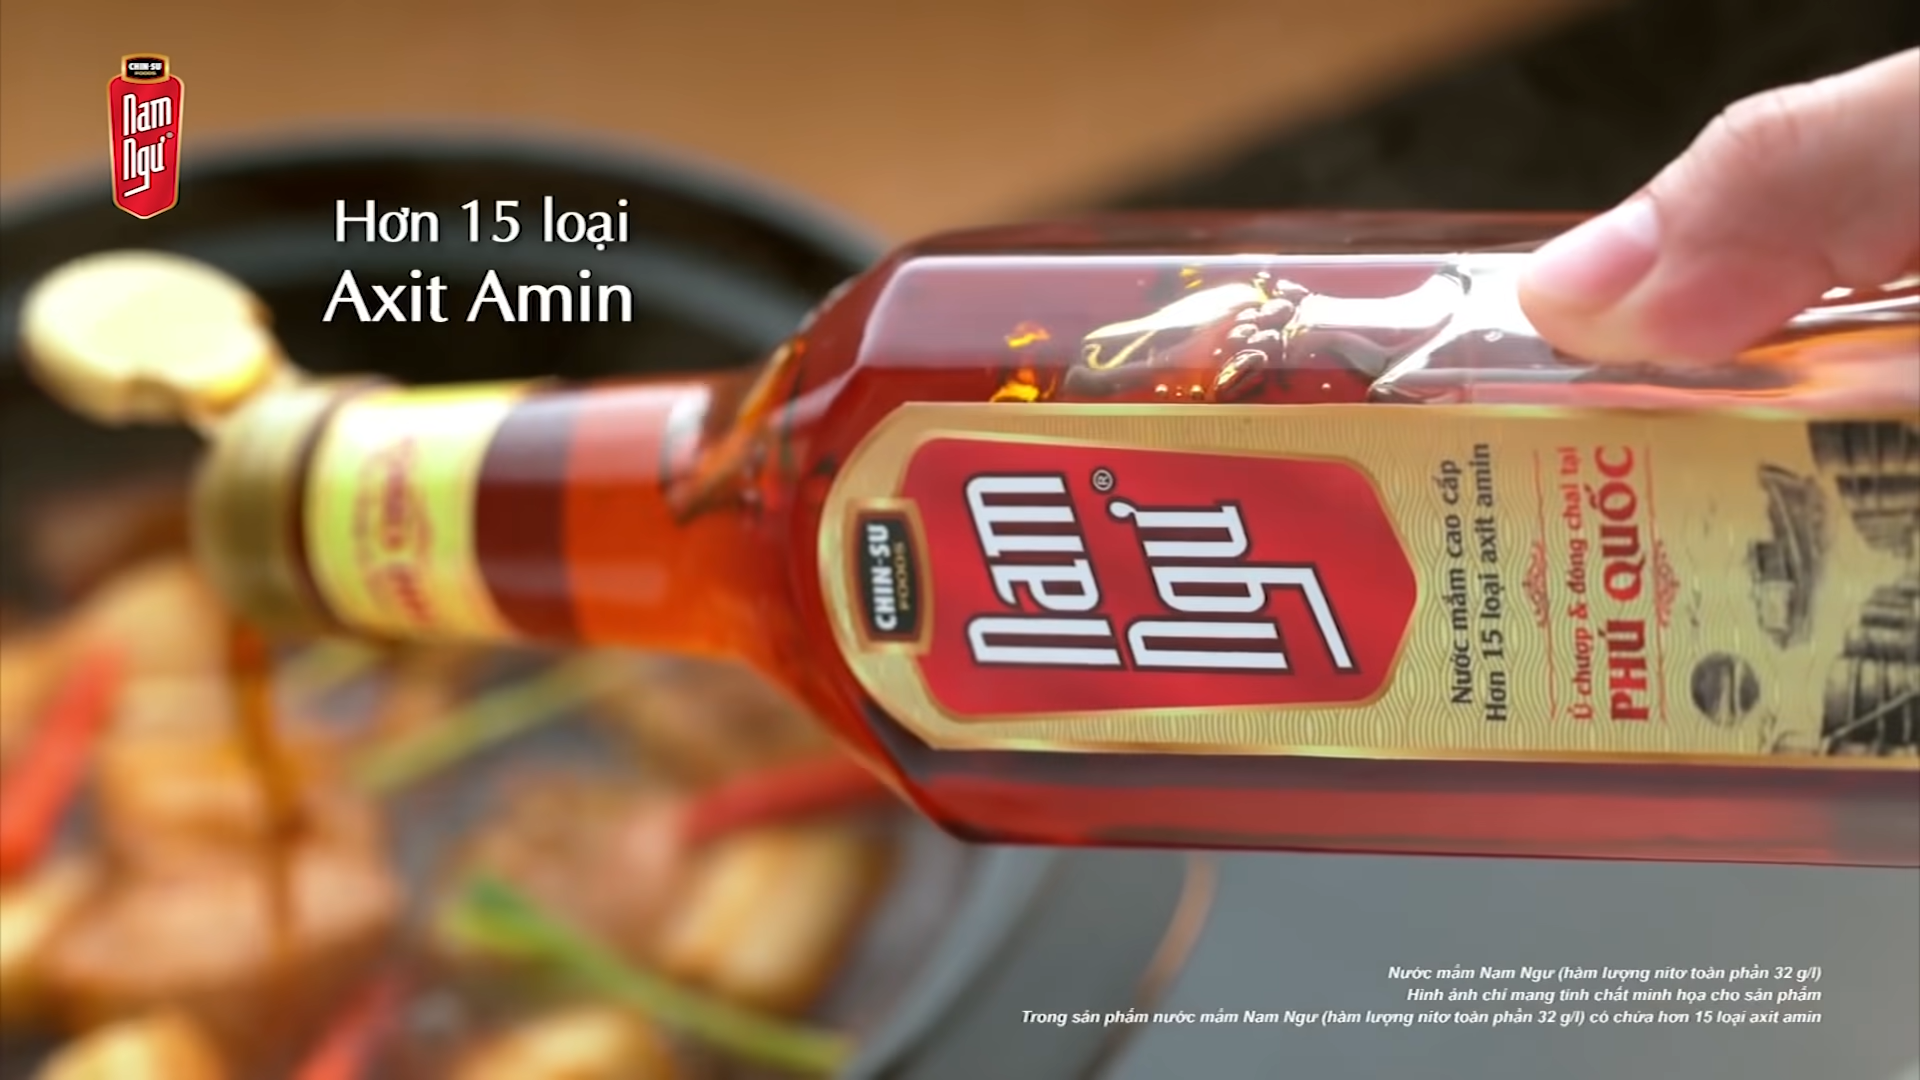 CHIN-SU
FOODS
Nam
Ngư
Hơn 15 loại
Axit Amin
CHIN-SU
FOODS
Nam
Ngư
®
Nước mắm cao cấp
Hơn 15 loại axit amin
Ủ chượp & đóng chai tại
PHÚ QUỐC
Nước mắm Nam Ngư (hàm lượng nitơ toàn phần 32 g/l)
Hình ảnh chỉ mang tính chất minh họa cho sản phẩm
Trong sản phẩm nước mắm Nam Ngư (hàm lượng nitơ toàn phần 32 g/l) có chứa hơn 15 loại axit amin